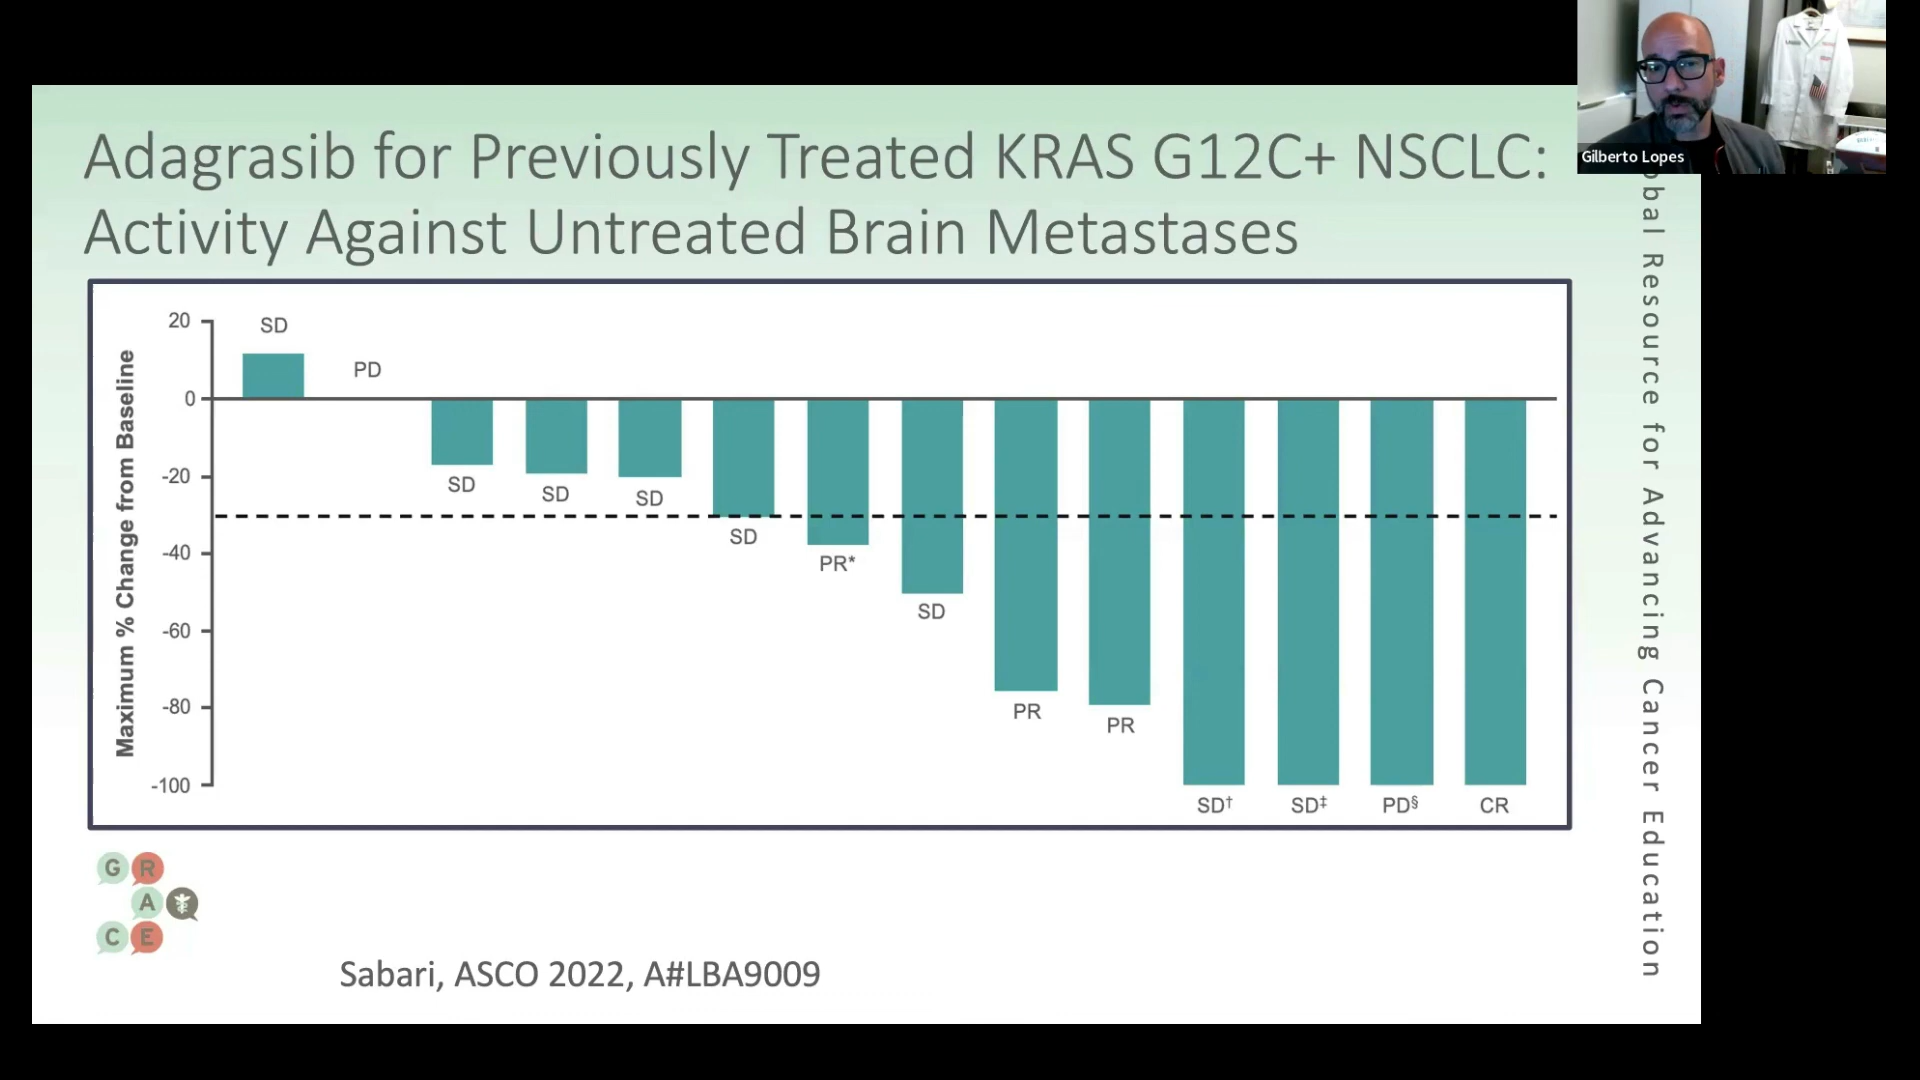 Adagrasib for Previously Treated KRAS G12C+ NSCLC:
Activity Against Untreated Brain Metastases
Gilberto Lopes
Maximum % Change from Baseline
20
0
-20
-40
-60
-80
-100
SD
PD
SD
SD
SD
SD
PR*
SD
PR
PR
SD†
SD‡
PD§
CR
G R
A
C E
Sabari, ASCO 2022, A#LBA9009
obal Resource for Advancing Cancer Education